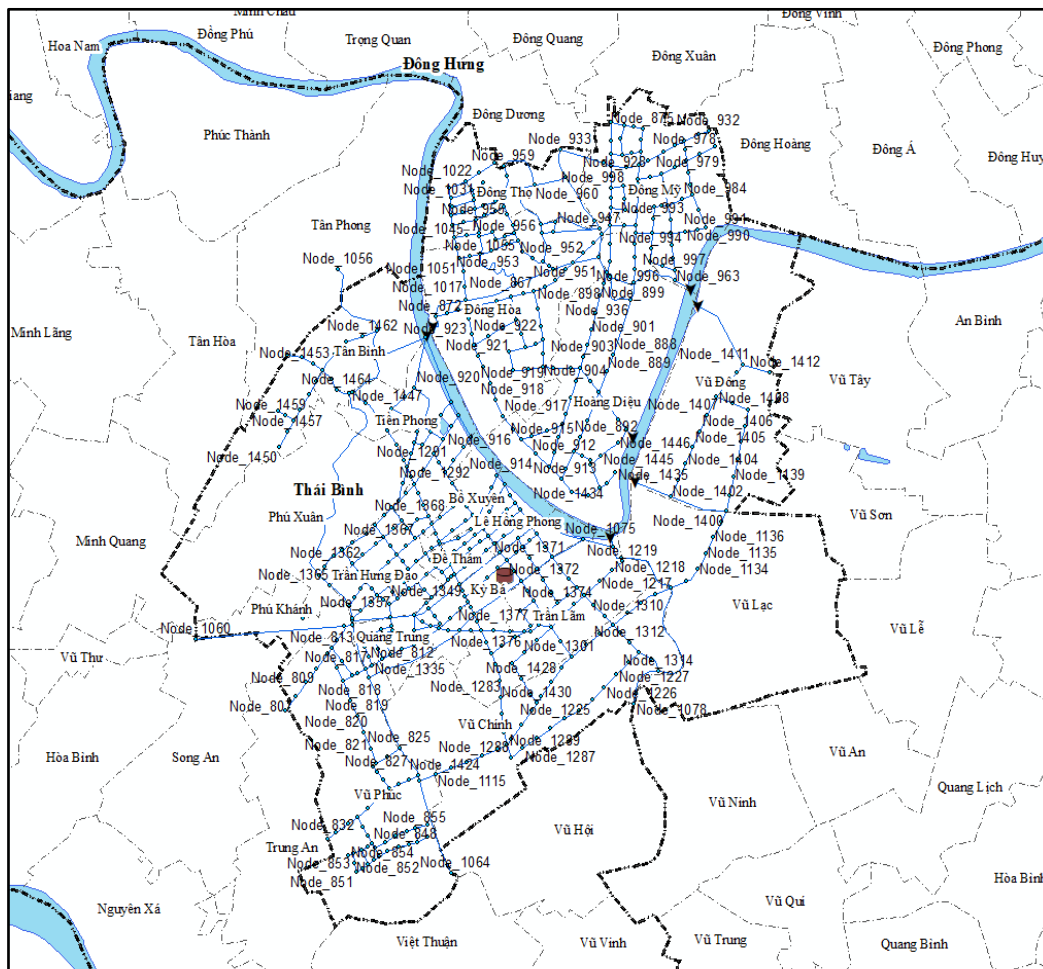 Minh Châu
Đông Vinh
Hoa Nam
Đồng Phú
Trọng Quan
Đông Quang
Đông Xuân
Đông Phong
Đông Hưng
iang
Phúc Thành
Đông Dương
Node_875
Node_932
Node_933
Node_978
Đông Hoàng
Đông Á
Đông Huy
Node_959
Node_928
Node_979
Node_1022
Node_998
Node_1031
Đông Thọ
Node_960
Đông Mỹ
Node_984
Node_955
Node_947
Node_993
Tân Phong
Node_1045
Node_956
Node_991
Node_994
Node_990
Node_1055
Node_952
Node_1056
Node_953
Node_997
Node_1051
Node_951
Node_996
Node_963
Node_1017
Node_867
Node_898
Node_899
Node_872
Đông Hòa
Node_936
An Bình
Minh Lãng
Node_1462
Node_923
Node_922
Node_901
Tân Hòa
Node_888
Node_1453
Tân Bình
Node_921
Node_903
Node_889
Node_1411
Node_1412
Node_1464
Node_920
Node_919
Node_904
Vũ Đông
Vũ Tây
Node_1447
Node_918
Node_1459
Hoàng Diệu
Node_1407
Node_1408
Node_1457
Tiền Phong
Node_917
Node_1406
Node_915
Node_892
Node_916
Node_1405
Node_1450
Node_1291
Node_912
Node_1446
Node_914
Node_1445
Node_1404
Node_1292
Node_913
Node_1435
Node_1139
Thái Bình
Bồ Xuyên
Node_1434
Node_1402
Node_1368
Phú Xuân
Lê Hồng Phong
Vũ Sơn
Node_1367
Node_1075
Node_1400
Minh Quang
Node_1371
Node_1136
Node_1362
Đề Thám
Node_1219
Node_1135
Node_1372
Node_1218
Node_1365
Trần Hưng Đạo
Node_1134
Kỳ Bá
Node_1217
Node_1349
Node_1374
Phú Khánh
Node_1357
Node_1310
Vũ Lạc
Node_1377
Trần Lãm
Node_1060
Vũ Lễ
Node_813
Quang Trung
Node_1376
Node_1312
Vũ Thư
Node_817
Node_812
Node_1301
Node_1335
Node_1314
Node_809
Node_1428
Node_1227
Node_818
Node_1283
Node_1226
Node_80
Node_819
Node_1430
Node_1225
Node_1078
Node_820
Vũ Chính
Node_825
Node_821
Node_1288
Node_1289
Vũ An
Hòa Bình
Song An
Node_827
Node_1424
Node_1287
Node_1115
Quang Lịch
Vũ Phúc
Vũ Ninh
Node_855
Node_832
Node_848
Vũ Hội
Trung An
Node_854
Node_853
Node_852
Node_1064
Node_851
Hòa Bình
Nguyên Xá
Vũ Quí
Việt Thuận
Vũ Vinh
Vũ Trung
Quang Bình